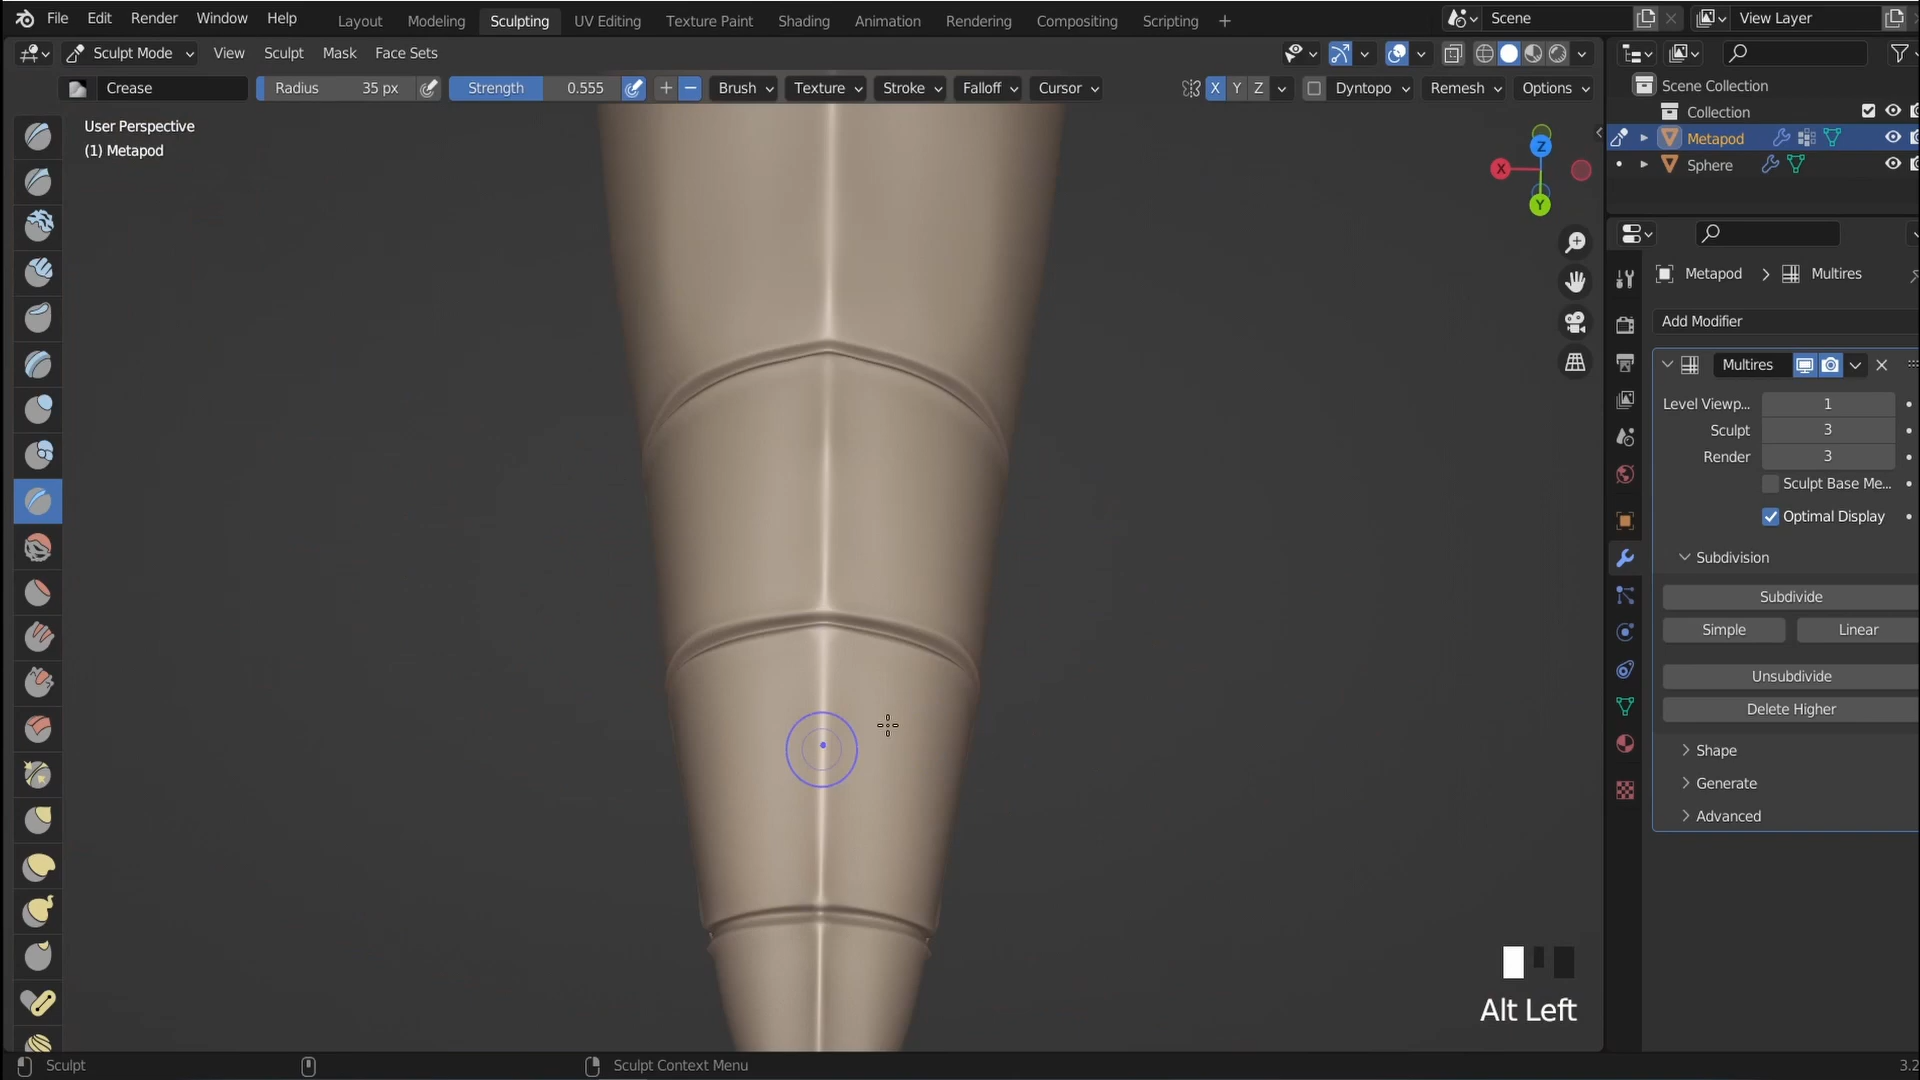 File Edit Render Window Help Layout Modeling Sculpting UV Editing Texture Paint Shading Animation Rendering Compositing Scripting + Scene View Layer
Sculpt Mode View Sculpt Mask Face Sets
Crease Radius 35 px Strength 0.555 Brush Texture Stroke Falloff Cursor X Y Z Dyntopo Remesh Options
User Perspective
(1) Metapod
Z
X
Y
Scene Collection
Collection
Metapod
Sphere
Metapod > Multires
Add Modifier
Multires
Level Viewp... 1
Sculpt 3
Render 3
Sculpt Base Me...
Optimal Display
Subdivision
Subdivide
Simple Linear
Unsubdivide
Delete Higher
Shape
Generate
Advanced
Alt Left
Sculpt Sculpt Context Menu 3.2